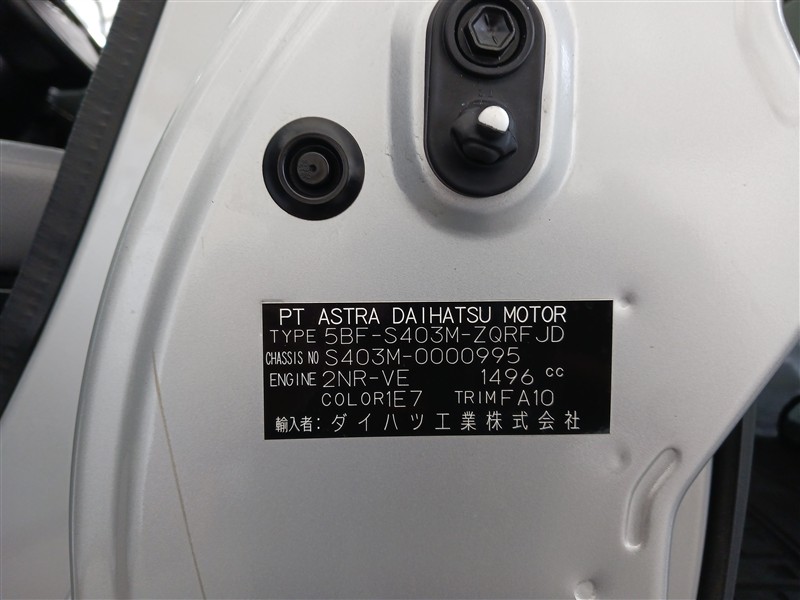 PT ASTRA DAIHATSU MOTOR
TYPE 5BF-S403M-ZQRFJD
CHASSIS NO S403M-0000995
ENGINE 2NR-VE 1496 cc
COLOR 1E7 TRIM FA10
輸入者: ダイハツ工業株式会社